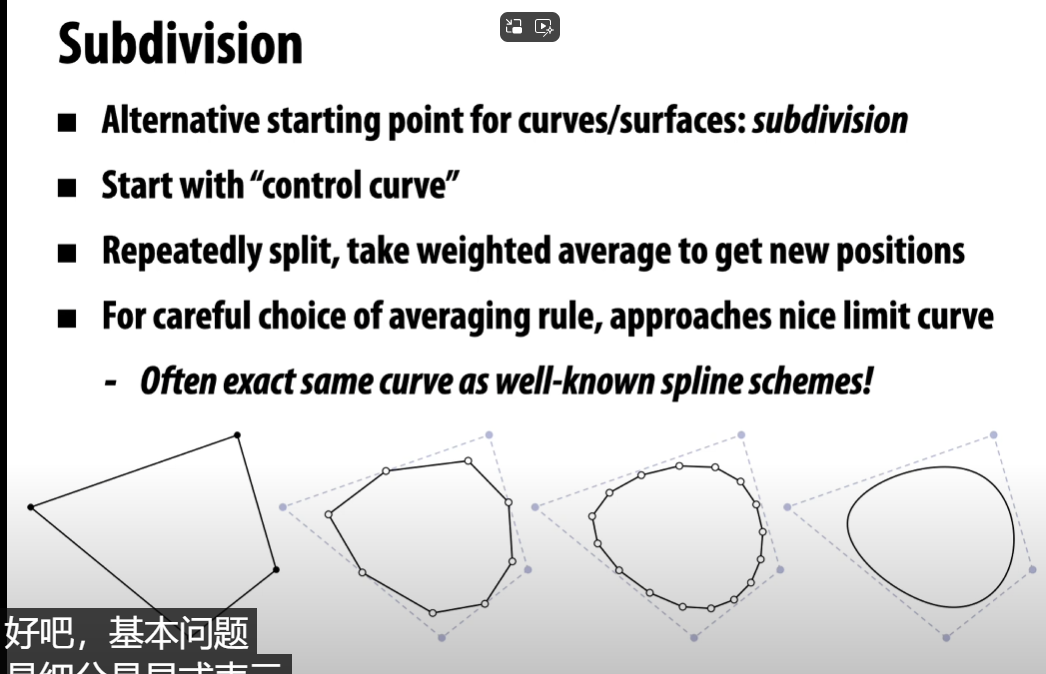 Subdivision
■ Alternative starting point for curves/surfaces: subdivision
■ Start with “control curve”
■ Repeatedly split, take weighted average to get new positions
■ For careful choice of averaging rule, approaches nice limit curve
- Often exact same curve as well-known spline schemes!
好吧，基本问题